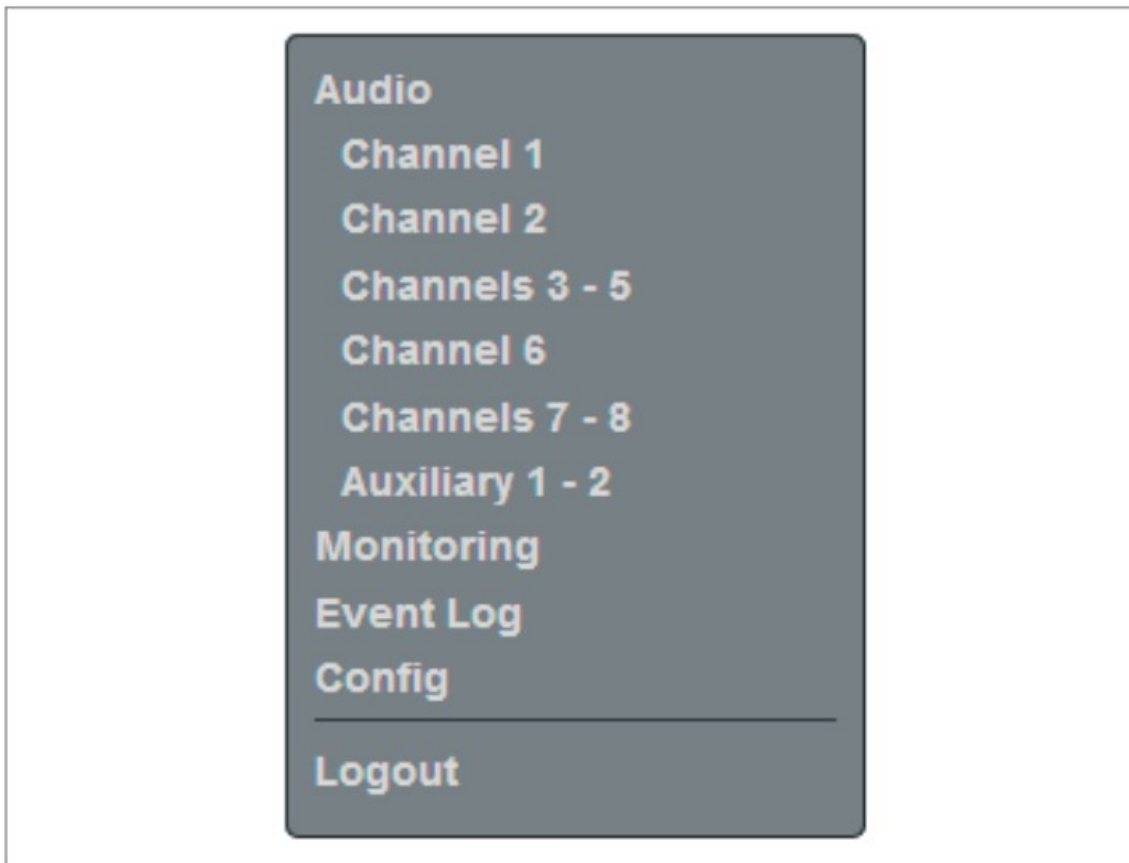 Audio
Channel 1
Channel 2
Channels 3 - 5
Channel 6
Channels 7 - 8
Auxiliary 1 - 2
Monitoring
Event Log
Config
Logout